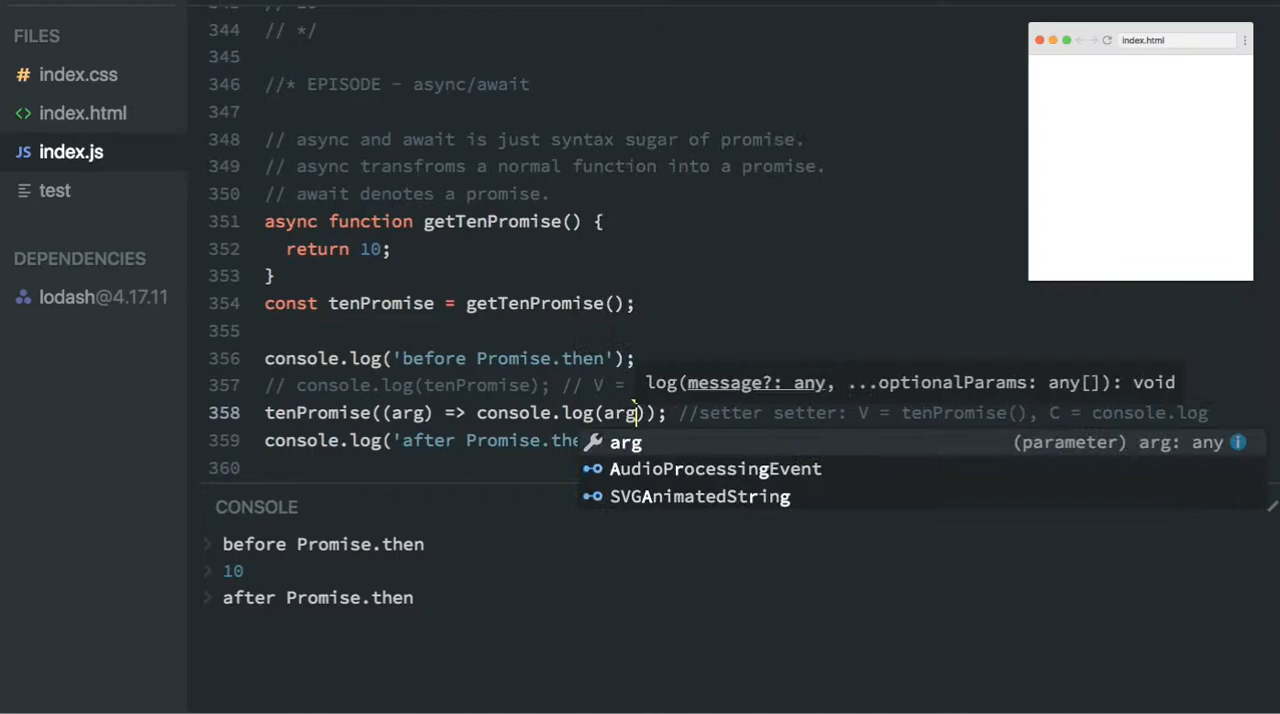 FILES
# index.css
<> index.html
JS index.js
test
DEPENDENCIES
lodash@4.17.11
index.html
344 // */
345
346 //* EPISODE - async/await
347
348 // async and await is just syntax sugar of promise.
349 // async transfroms a normal function into a promise.
350 // await denotes a promise.
351 async function getTenPromise() {
352 return 10;
353 }
354 const tenPromise = getTenPromise();
355
356 console.log('before Promise.then');
357 // console.log(tenPromise); // V =
log(message?: any, ...optionalParams: any[]): void
358 tenPromise((arg) => console.log(arg)); //setter setter: V = tenPromise(), C = console.log
359 console.log('after Promise.the
arg (parameter) arg: any
360
AudioProcessingEvent
SVGAnimatedString
CONSOLE
before Promise.then
10
after Promise.then